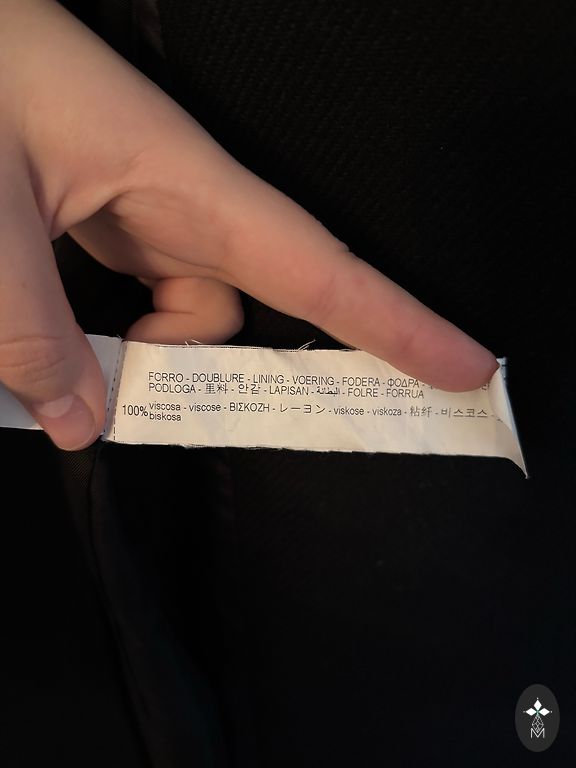 FORRO - DOUBLURE - LINING - VOERING - FODERA - ΦΟΔΡΑ -
PODLOGA - 里料 - 안감 - LAPISAN - البطانة - FOLRE - FORRUA
100% viscosa - viscose - ΒΙΣΚΟΖΗ - レーヨン - viskose - viskoza - 粘纤 - 비스코스 -
biskosa